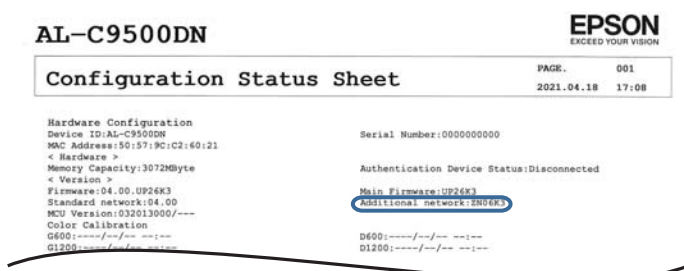 AL-C9500DN
EPSON
EXCEED YOUR VISION
Configuration Status Sheet
PAGE. 001
2021.04.18 17:08
Hardware Configuration
Device ID:AL-C9500DN
Serial Number:0000000000
MAC Address:50:57:9C:C2:60:21
< Hardware >
Memory Capacity:3072MByte
Authentication Device Status:Disconnected
< Version >
Firmware:04.00.UP26K3
Main Firmware:UP26K3
Standard network:04.00
Additional network:ZN06K3
MCU Version:032013000/---
Color Calibration
G600:----/--/-- --:--
D600:----/--/-- --:--
G1200:----/--/-- --:--
D1200:----/--/-- --:--